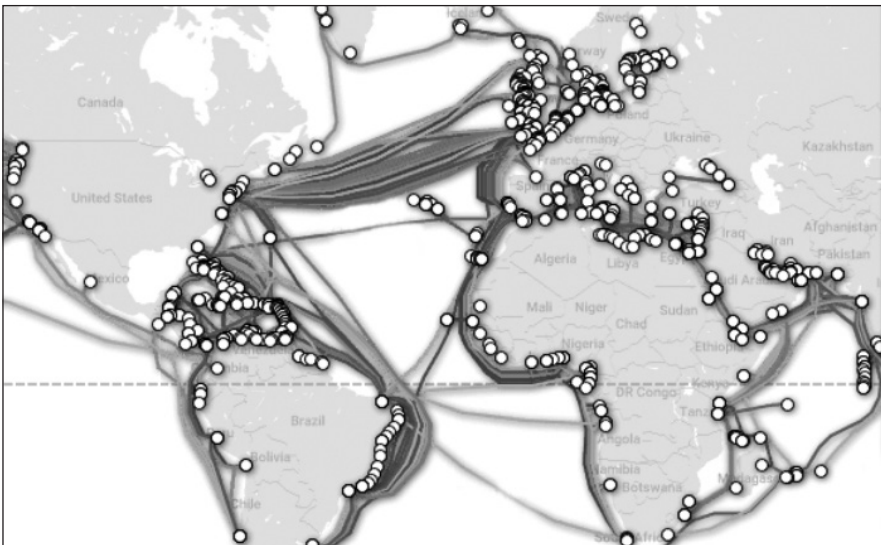 Iceland
Sweden
Norway
Canada
Poland
Germany
Ukraine
Kazakhstan
France
United States
Spain
Turkey
Afghanistan
Iraq
Iran
Algeria
Libya
Pakistan
Mexico
Mali
Niger
Sudan
Chad
Nigeria
Ethiopia
Kenya
DR Congo
Brazil
Angola
Bolivia
Namibia
Botswana
Chile